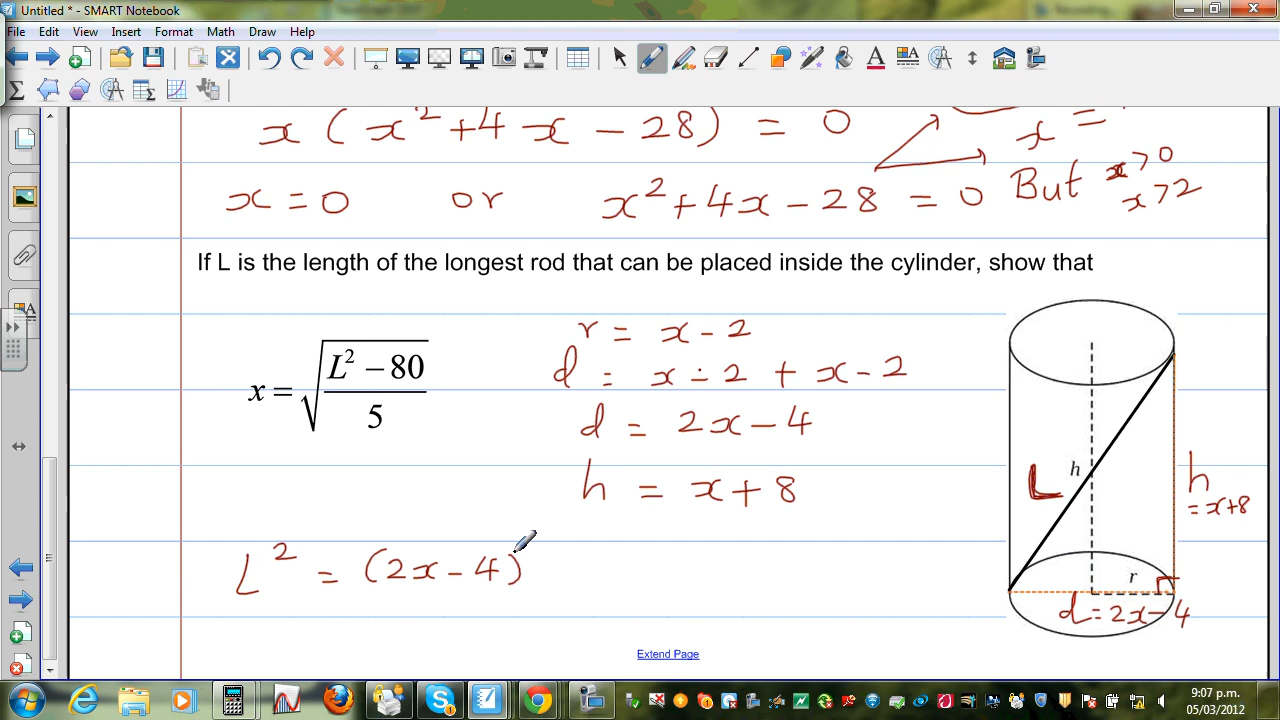 Untitled * - SMART Notebook
File Edit View Insert Format Math Draw Help
x ( x² + 4x - 28 ) = 0
x =
x = 0 or x² + 4x - 28 = 0 But x > 0
x > 2
If L is the length of the longest rod that can be placed inside the cylinder, show that
x = √((L² – 80)/5)
r = x - 2
d = x - 2 + x - 2
d = 2x - 4
h = x + 8
L² = (2x - 4)
h
L
h
= x+8
r
d = 2x - 4
Extend Page
9:07 p.m.
05/03/2012